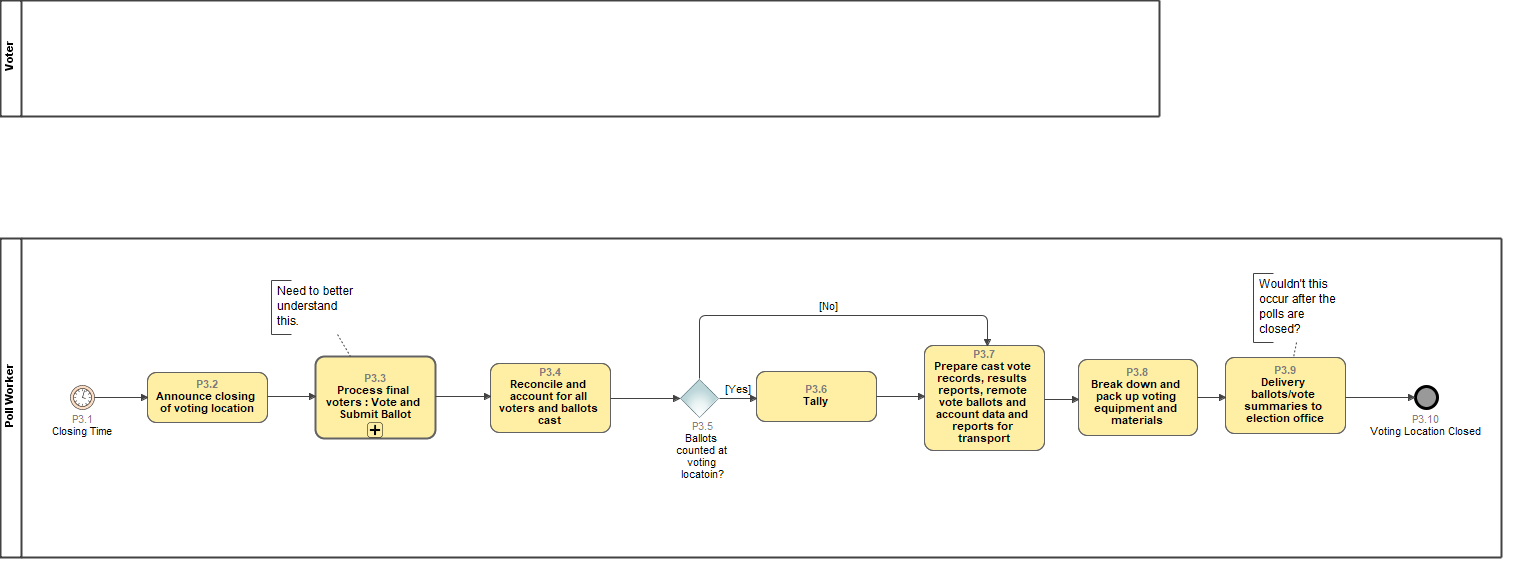 Voter
Poll Worker
P3.1
Closing Time
P3.2
Announce closing
of voting location
Need to better
understand
this.
P3.3
Process final
voters : Vote and
Submit Ballot
P3.4
Reconcile and
account for all
voters and ballots
cast
P3.5
Ballots
counted at
voting
locatoin?
[Yes]
[No]
P3.6
Tally
P3.7
Prepare cast vote
records, results
reports, remote
vote ballots and
account data and
reports for
transport
P3.8
Break down and
pack up voting
equipment and
materials
Wouldn't this
occur after the
polls are
closed?
P3.9
Delivery
ballots/vote
summaries to
election office
P3.10
Voting Location Closed